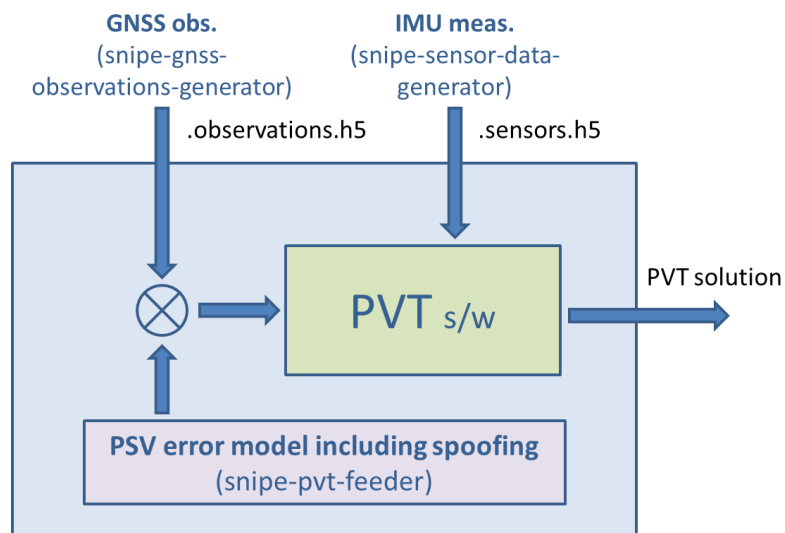 GNSS obs.
(snipe-gnss-
observations-generator)
IMU meas.
(snipe-sensor-data-
generator)
.observations.h5
.sensors.h5
PVT s/w
PVT solution
PSV error model including spoofing
(snipe-pvt-feeder)